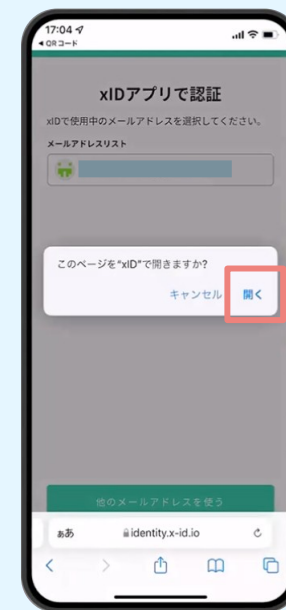 17:04
◀ QRコード
xIDアプリで認証
xIDで使用中のメールアドレスを選択してください。
メールアドレスリスト
このページを"xID"で開きますか?
キャンセル 開く
他のメールアドレスを使う
ぁあ identity.x-id.io